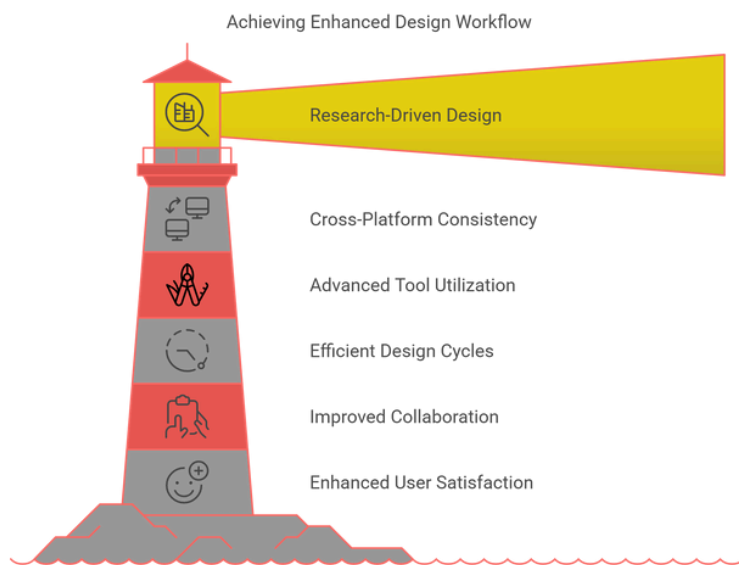 Achieving Enhanced Design Workflow
Research-Driven Design
Cross-Platform Consistency
Advanced Tool Utilization
Efficient Design Cycles
Improved Collaboration
Enhanced User Satisfaction